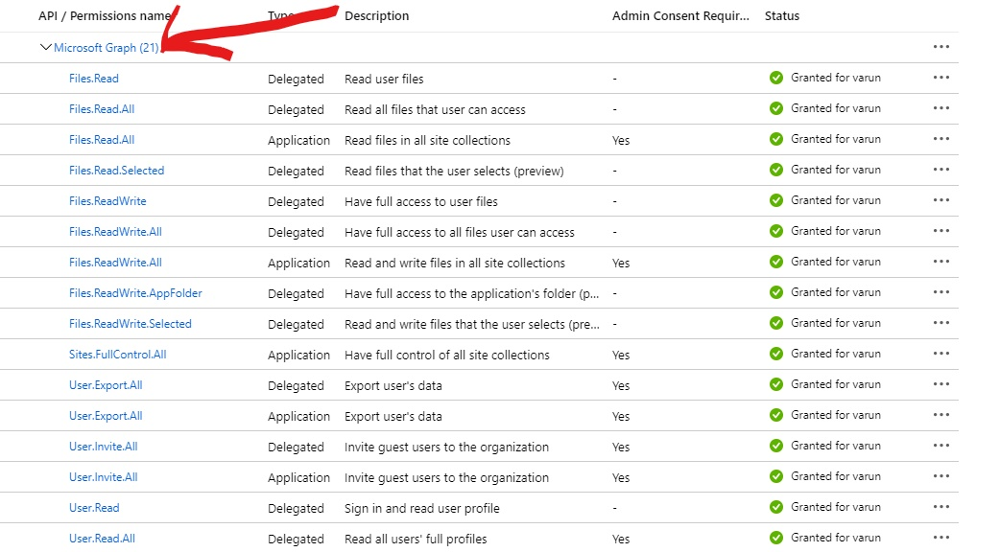 API / Permissions name Type Description Admin Consent Requir... Status
Microsoft Graph (21)
Files.Read Delegated Read user files - Granted for varun
Files.Read.All Delegated Read all files that user can access - Granted for varun
Files.Read.All Application Read files in all site collections Yes Granted for varun
Files.Read.Selected Delegated Read files that the user selects (preview) - Granted for varun
Files.ReadWrite Delegated Have full access to user files - Granted for varun
Files.ReadWrite.All Delegated Have full access to all files user can access - Granted for varun
Files.ReadWrite.All Application Read and write files in all site collections Yes Granted for varun
Files.ReadWrite.AppFolder Delegated Have full access to the application's folder (p... - Granted for varun
Files.ReadWrite.Selected Delegated Read and write files that the user selects (pre... - Granted for varun
Sites.FullControl.All Application Have full control of all site collections Yes Granted for varun
User.Export.All Delegated Export user's data Yes Granted for varun
User.Export.All Application Export user's data Yes Granted for varun
User.Invite.All Delegated Invite guest users to the organization Yes Granted for varun
User.Invite.All Application Invite guest users to the organization Yes Granted for varun
User.Read Delegated Sign in and read user profile - Granted for varun
User.Read.All Delegated Read all users' full profiles Yes Granted for varun